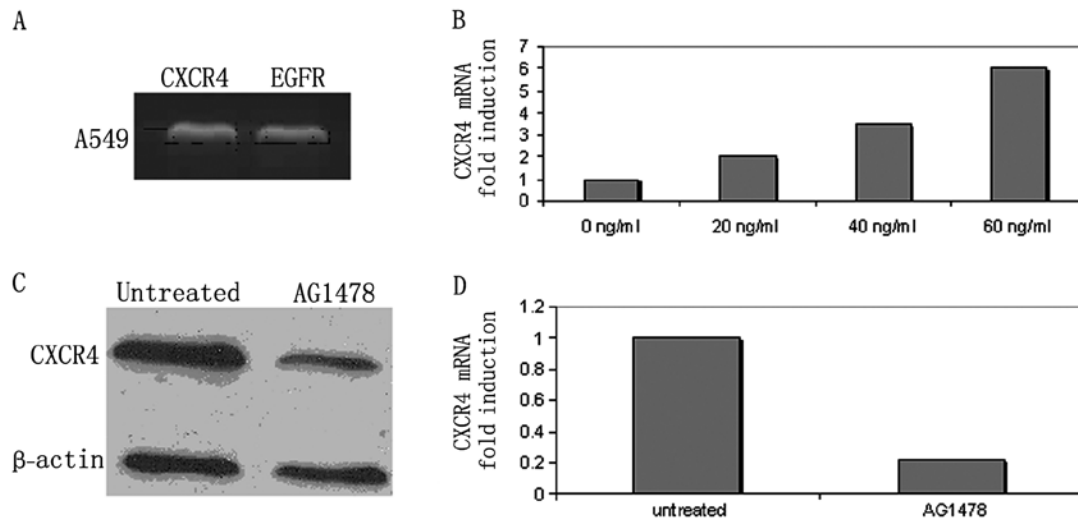 A
CXCR4 EGFR
A549
B
CXCR4 mRNA
fold induction
7
6
5
4
3
2
1
0
0 ng/ml 20 ng/ml 40 ng/ml 60 ng/ml
C
Untreated AG1478
CXCR4
β-actin
D
CXCR4 mRNA
fold induction
1.2
1
0.8
0.6
0.4
0.2
0
untreated AG1478